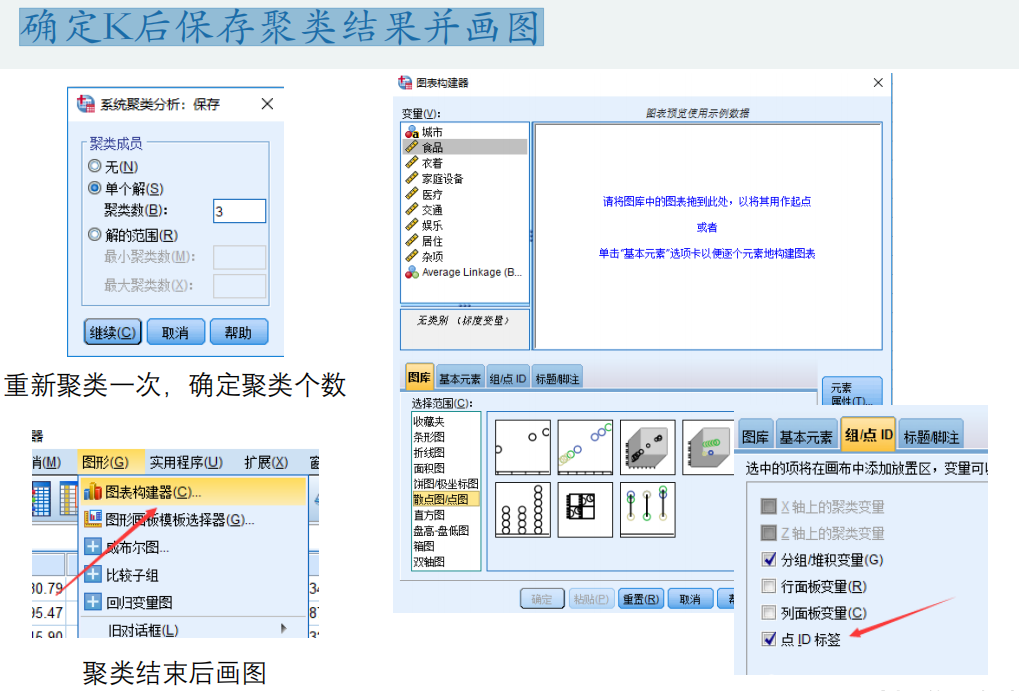 确定K后保存聚类结果并画图
系统聚类分析：保存
聚类成员
无(N)
单个解(S)
聚类数(B)：
3
解的范围(R)
最小聚类数(M)：
最大聚类数(X)：
继续(C) 取消 帮助
重新聚类一次，确定聚类个数
器
肖(M) 图形(G) 实用程序(U) 扩展(X)
图表构建器(C)...
图形画板模板选择器(G)...
威布尔图...
比较子组
回归变量图
旧对话框(L)
30.79
95.47
15.90
聚类结束后画图
图表构建器
变量(V)：
图表预览使用示例数据
城市
食品
衣着
家庭设备
医疗
交通
娱乐
居住
杂项
Average Linkage (B...
无类别 （标度变量）
请将图库中的图表拖到此处，以将其用作起点
或者
单击“基本元素”选项卡以便逐个元素地构建图表
图库 基本元素 组/点 ID 标题/脚注
元素
属性(T)...
选择范围(C)：
收藏夹
条形图
折线图
面积图
饼图/极坐标图
散点图/点图
直方图
盘高-盘低图
箱图
双轴图
确定 粘贴(P) 重置(R) 取消
图库 基本元素 组/点 ID 标题/脚注
选中的项将在画布中添加放置区，变量可
X 轴上的聚类变量
Z 轴上的聚类变量
分组/堆积变量(G)
行面板变量(R)
列面板变量(C)
点 ID 标签